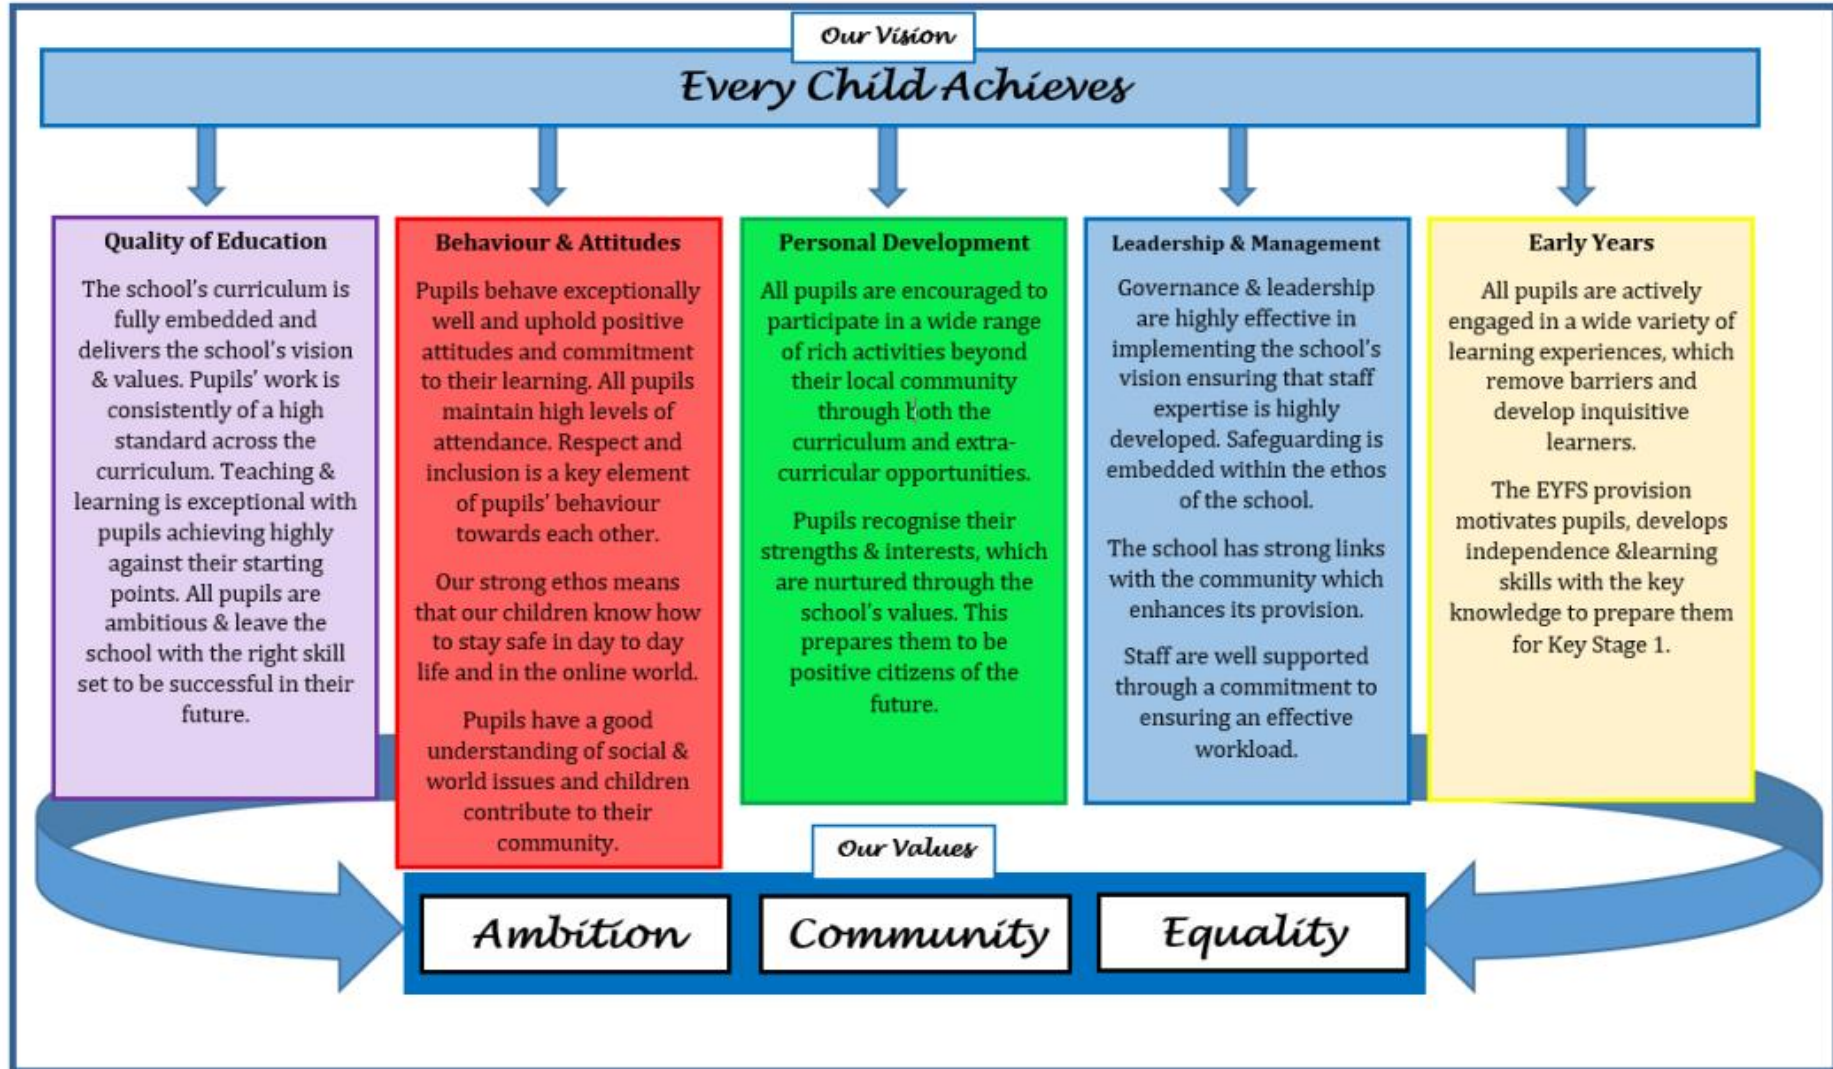 Our Vision
Every Child Achieves
Quality of Education
The school's curriculum is
fully embedded and
delivers the school's vision
& values. Pupils' work is
consistently of a high
standard across the
curriculum. Teaching &
learning is exceptional with
pupils achieving highly
against their starting
points. All pupils are
ambitious & leave the
school with the right skill
set to be successful in their
future.
Behaviour & Attitudes
Pupils behave exceptionally
well and uphold positive
attitudes and commitment
to their learning. All pupils
maintain high levels of
attendance. Respect and
inclusion is a key element
of pupils' behaviour
towards each other.
Our strong ethos means
that our children know how
to stay safe in day to day
life and in the online world.
Pupils have a good
understanding of social &
world issues and children
contribute to their
community.
Personal Development
All pupils are encouraged to
participate in a wide range
of rich activities beyond
their local community
through both the
curriculum and extra-
curricular opportunities.
Pupils recognise their
strengths & interests, which
are nurtured through the
school's values. This
prepares them to be
positive citizens of the
future.
Leadership & Management
Governance & leadership
are highly effective in
implementing the school's
vision ensuring that staff
expertise is highly
developed. Safeguarding is
embedded within the ethos
of the school.
The school has strong links
with the community which
enhances its provision.
Staff are well supported
through a commitment to
ensuring an effective
workload.
Early Years
All pupils are actively
engaged in a wide variety of
learning experiences, which
remove barriers and
develop inquisitive
learners.
The EYFS provision
motivates pupils, develops
independence &learning
skills with the key
knowledge to prepare them
for Key Stage 1.
Our Values
Ambition
Community
Equality